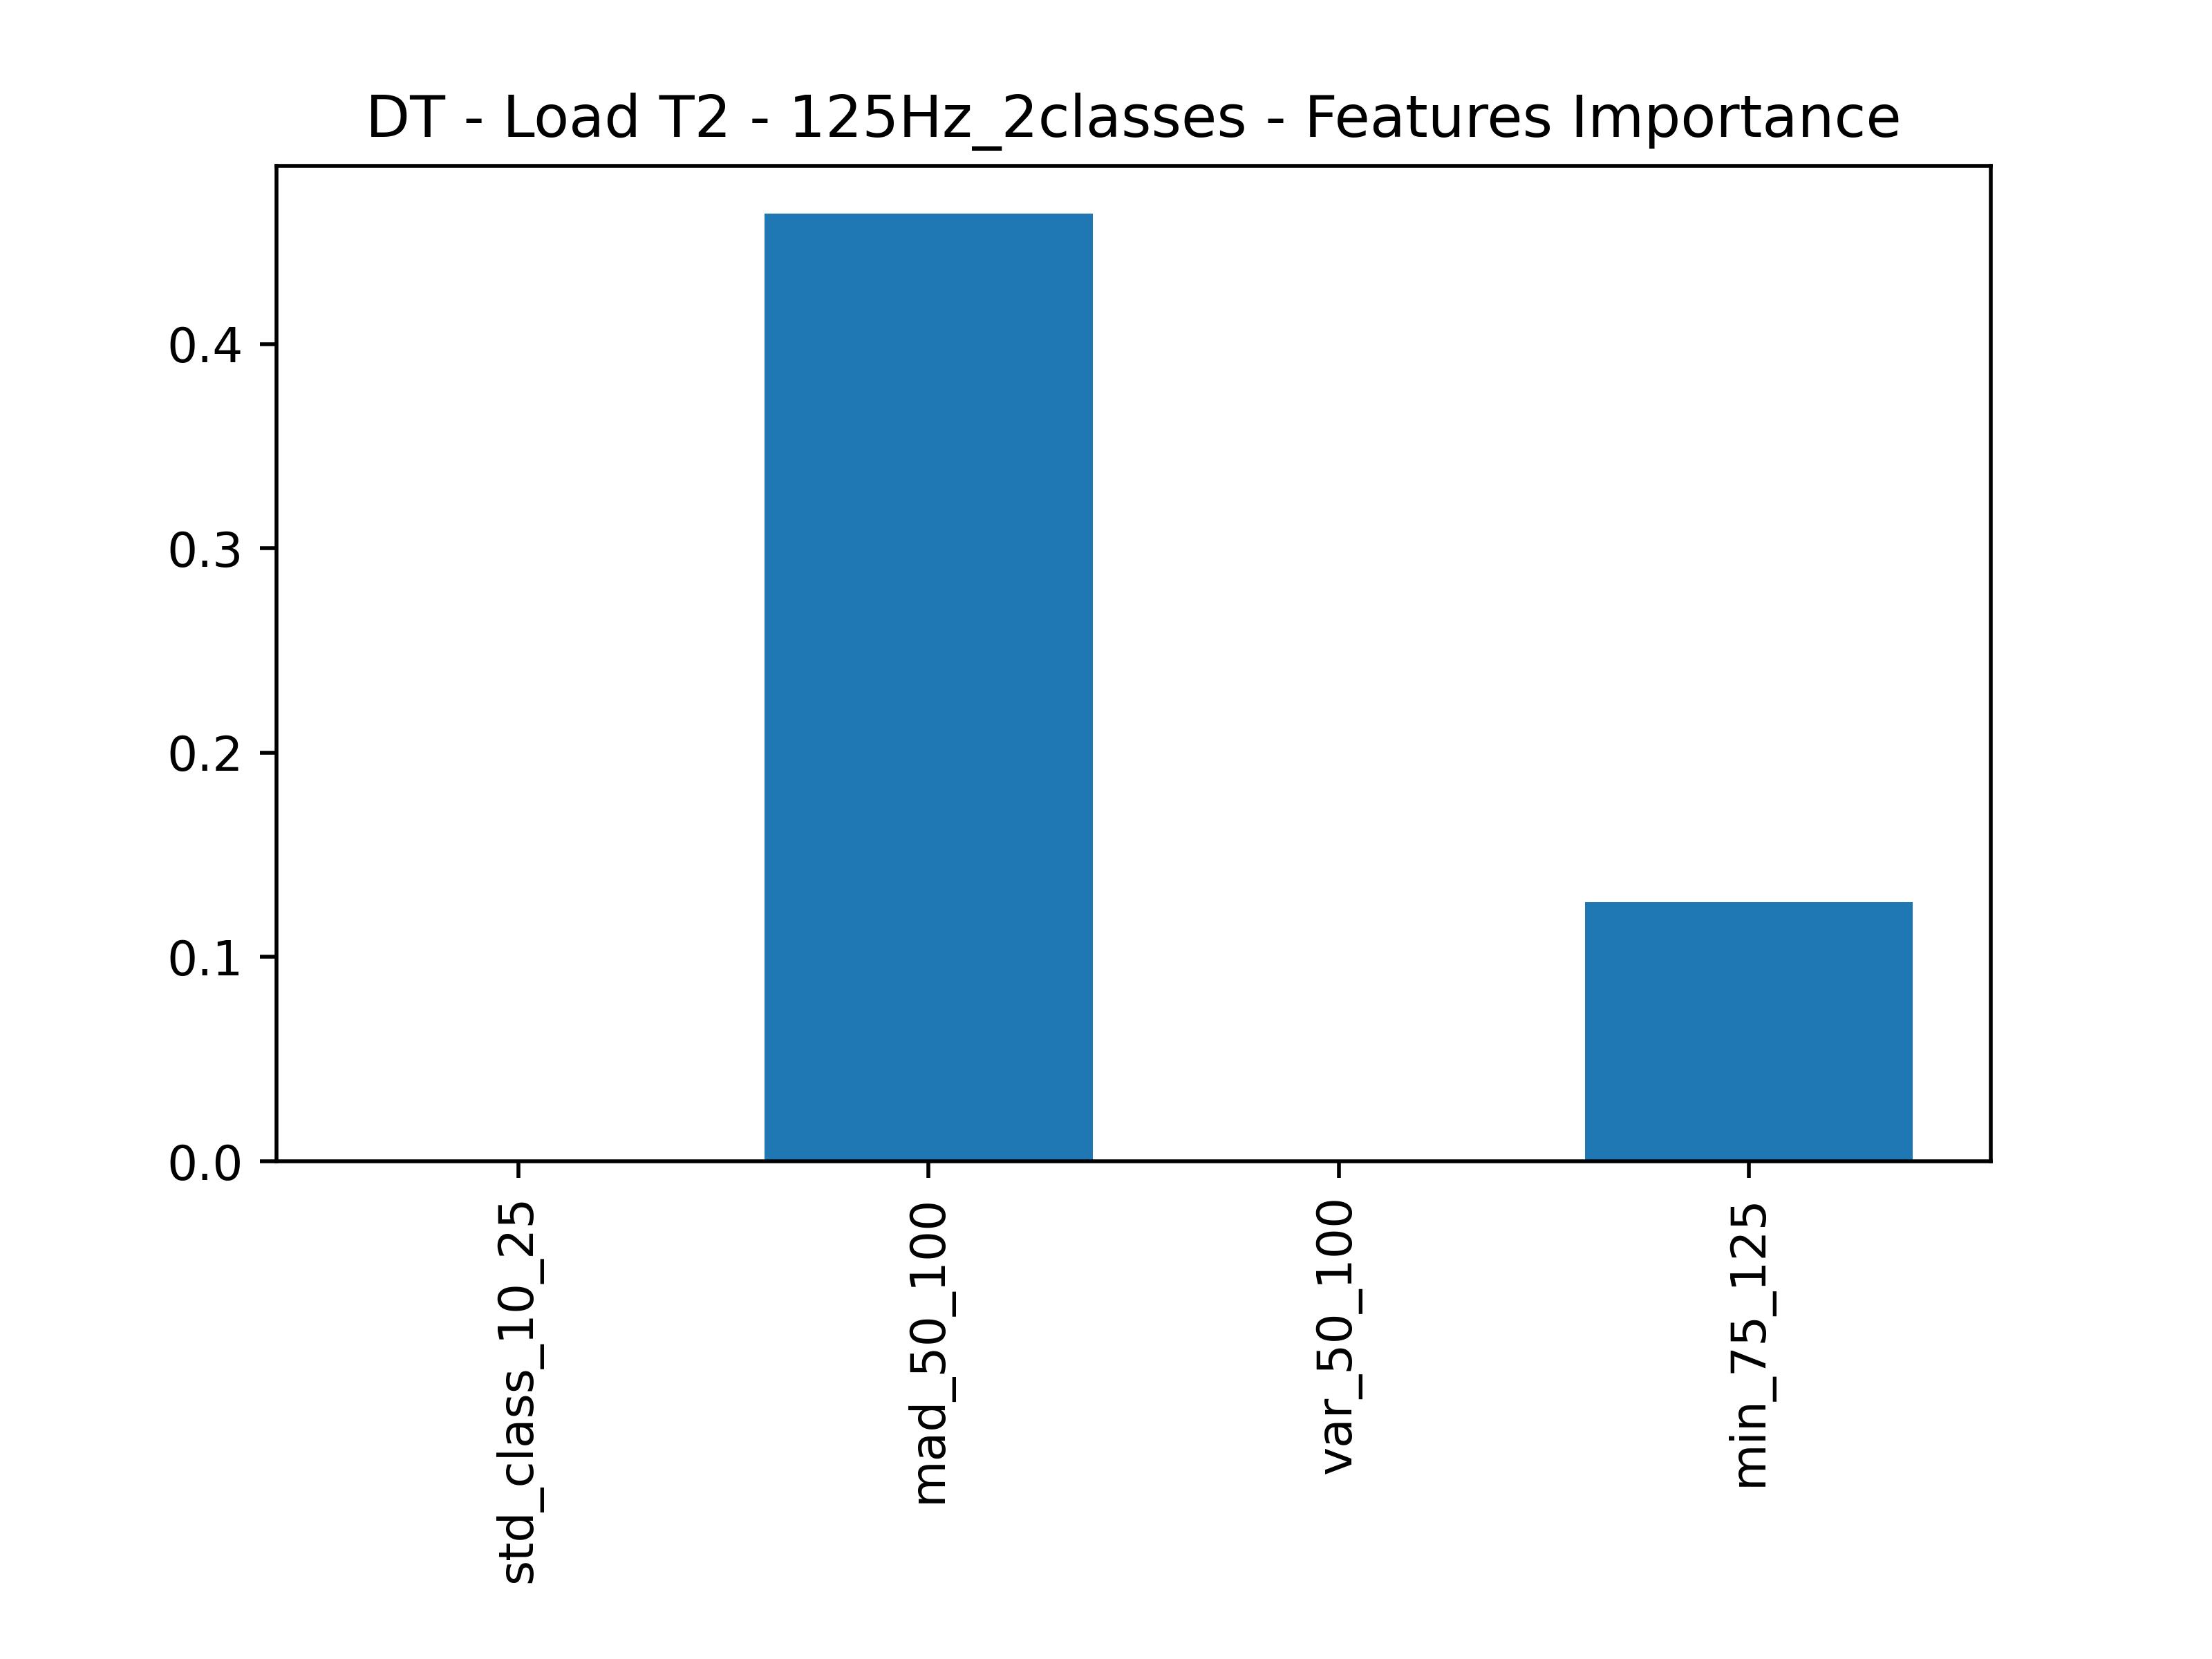 DT - Load T2 - 125Hz_2classes - Features Importance
0.4
0.3
0.2
0.1
0.0
std_class_10_25
mad_50_100
var_50_100
min_75_125